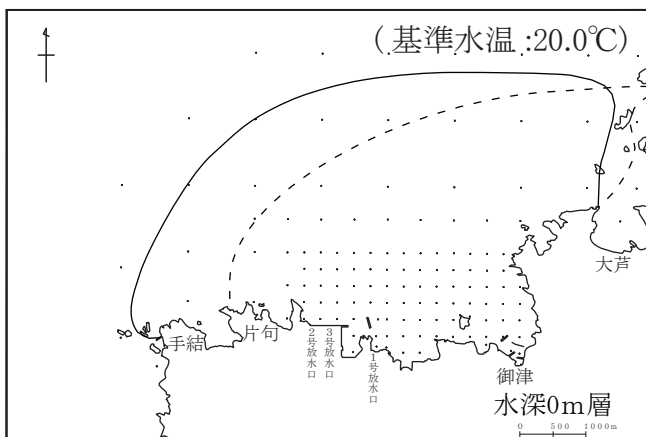 (基準水温:20.0℃)
大芦
手結
片句
2号放水口
3号放水口
1号放水口
御津
水深0m層
0 500 1000m